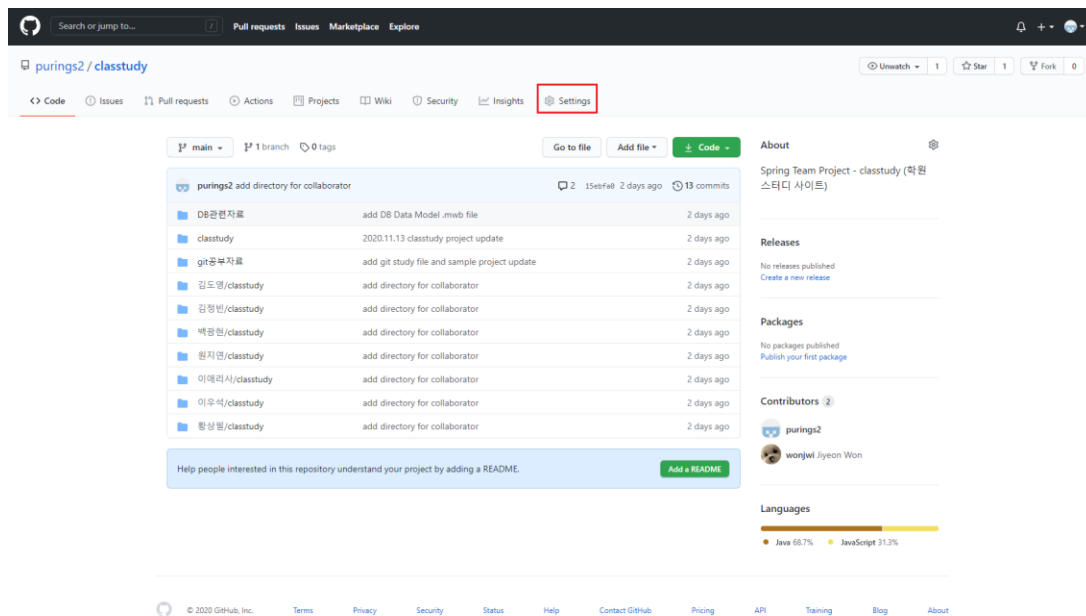 Search or jump to... / Pull requests Issues Marketplace Explore
purings2 / classtudy Unwatch 1 Star 1 Fork 0
Code Issues Pull requests Actions Projects Wiki Security Insights Settings
main 1 branch 0 tags Go to file Add file Code
purings2 add directory for collaborator 2 15ebfa0 2 days ago 13 commits
DB관련자료 add DB Data Model .mwb file 2 days ago
classtudy 2020.11.13 classtudy project update 2 days ago
git공부자료 add git study file and sample project update 2 days ago
김도영/classtudy add directory for collaborator 2 days ago
김정빈/classtudy add directory for collaborator 2 days ago
백광현/classtudy add directory for collaborator 2 days ago
원지연/classtudy add directory for collaborator 2 days ago
이애리사/classtudy add directory for collaborator 2 days ago
이우석/classtudy add directory for collaborator 2 days ago
황상필/classtudy add directory for collaborator 2 days ago
Help people interested in this repository understand your project by adding a README. Add a README
About
Spring Team Project - classtudy (학원
스터디 사이트)
Releases
No releases published
Create a new release
Packages
No packages published
Publish your first package
Contributors 2
purings2
wonjwi Jiyeon Won
Languages
Java 68.7% JavaScript 31.3%
© 2020 GitHub, Inc. Terms Privacy Security Status Help Contact GitHub Pricing API Training Blog About